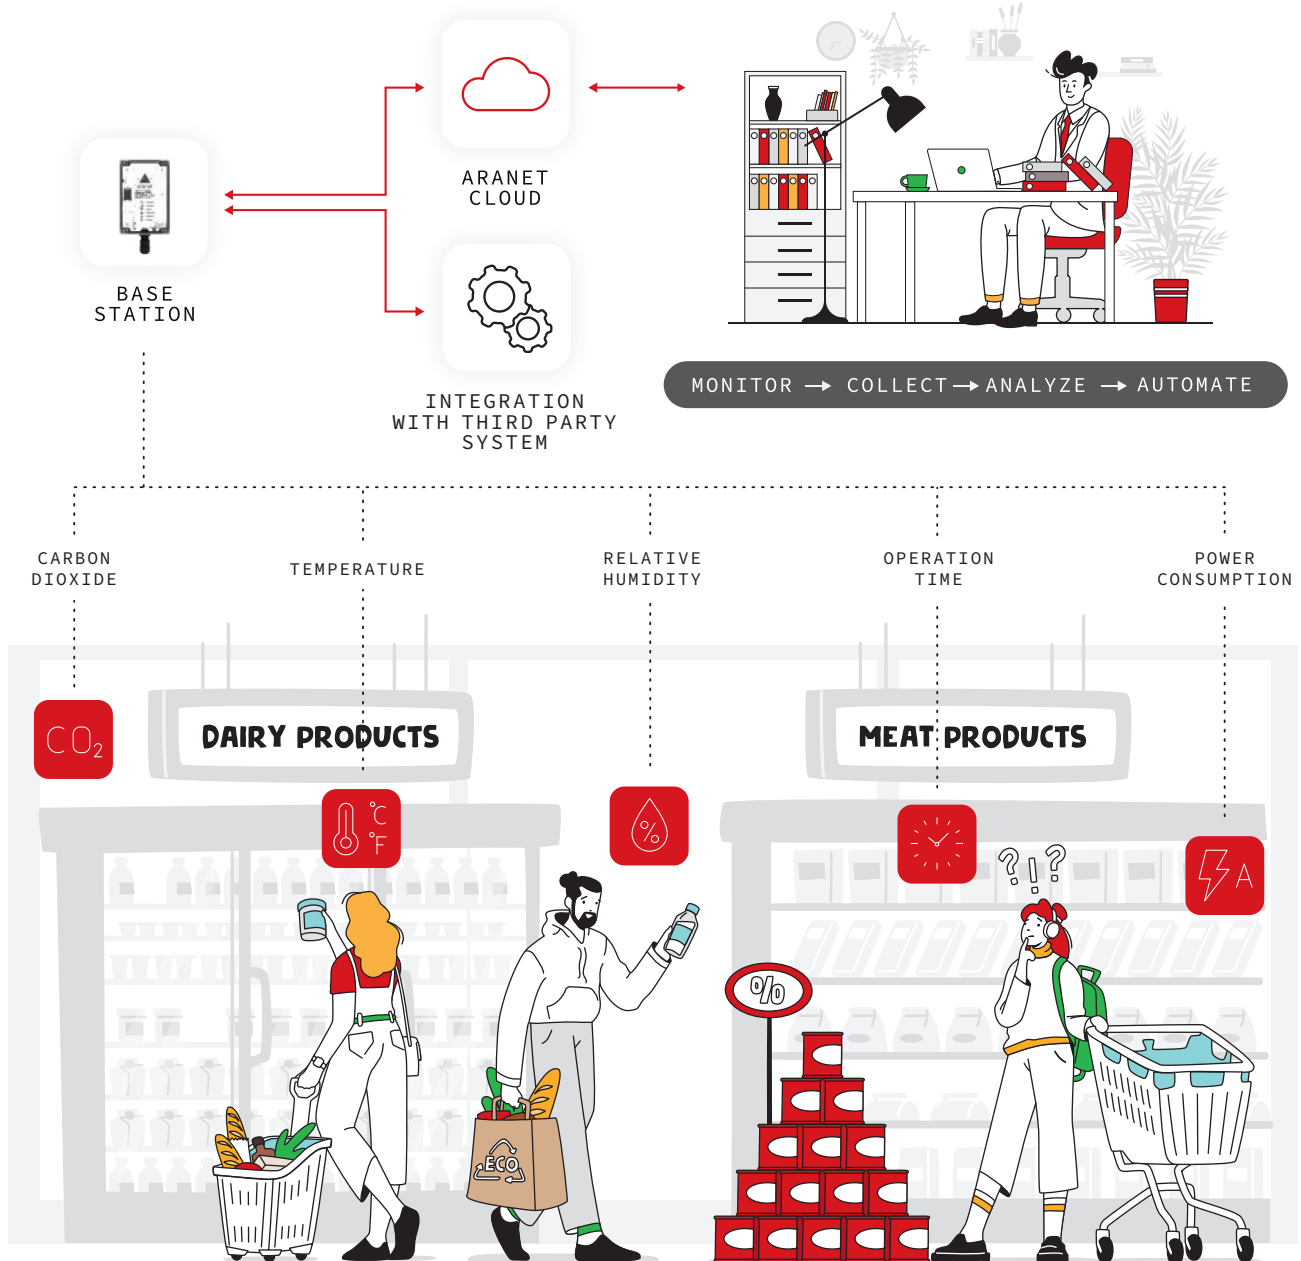 ARANET
CLOUD
BASE
STATION
INTEGRATION
WITH THIRD PARTY
SYSTEM
MONITOR → COLLECT → ANALYZE → AUTOMATE
CARBON
DIOXIDE
TEMPERATURE
RELATIVE
HUMIDITY
OPERATION
TIME
POWER
CONSUMPTION
DAIRY PRODUCTS
MEAT PRODUCTS
CO₂
°C
°F
%
A
? ! ?
%
ECO